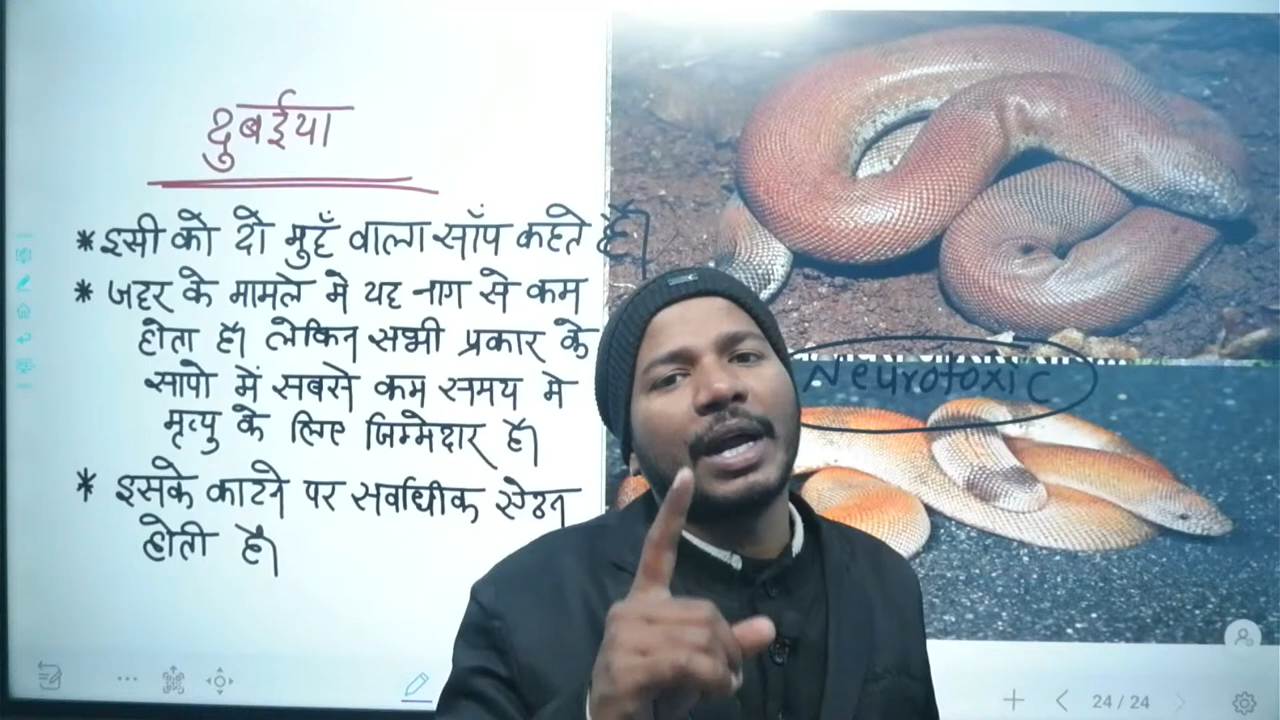 दुबईया
* इसी को दो मुहँ वाला साँप कहते है।
* जहर के मामले मे यह नाग से कम
होता है। लेकिन सभी प्रकार के
सापो में सबसे कम समय मे
मृत्यु के लिए जिम्मेदार है।
* इसके काटने पर सर्वाधीक ऐठन
होती है।
Neurotoxic
24 / 24